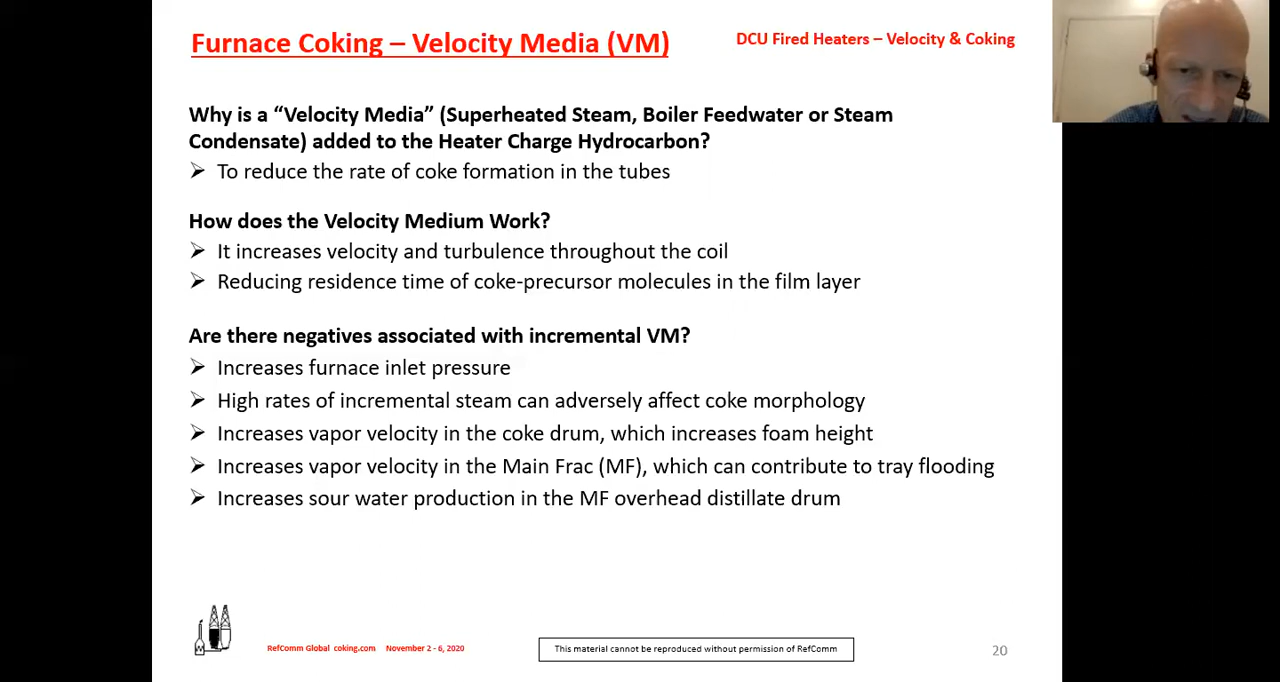 Furnace Coking – Velocity Media (VM)
DCU Fired Heaters – Velocity & Coking
Why is a “Velocity Media” (Superheated Steam, Boiler Feedwater or Steam
Condensate) added to the Heater Charge Hydrocarbon?
➢ To reduce the rate of coke formation in the tubes
How does the Velocity Medium Work?
➢ It increases velocity and turbulence throughout the coil
➢ Reducing residence time of coke-precursor molecules in the film layer
Are there negatives associated with incremental VM?
➢ Increases furnace inlet pressure
➢ High rates of incremental steam can adversely affect coke morphology
➢ Increases vapor velocity in the coke drum, which increases foam height
➢ Increases vapor velocity in the Main Frac (MF), which can contribute to tray flooding
➢ Increases sour water production in the MF overhead distillate drum
RefComm Global coking.com November 2 - 6, 2020
This material cannot be reproduced without permission of RefComm
20